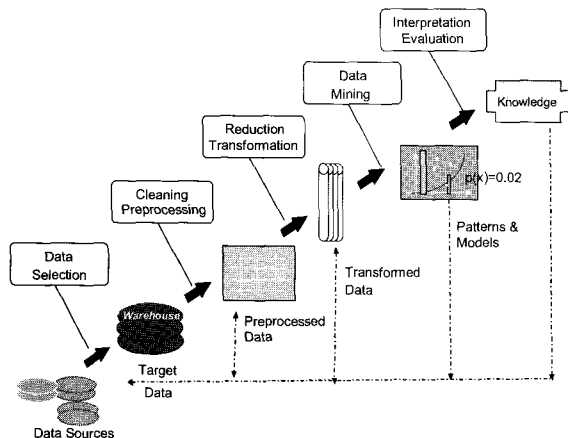 Interpretation
Evaluation
Data
Mining
Knowledge
Reduction
Transformation
p(x)=0.02
Cleaning
Preprocessing
Patterns &
Models
Data
Selection
Transformed
Data
Warehouse
Preprocessed
Data
Target
Data
Data Sources